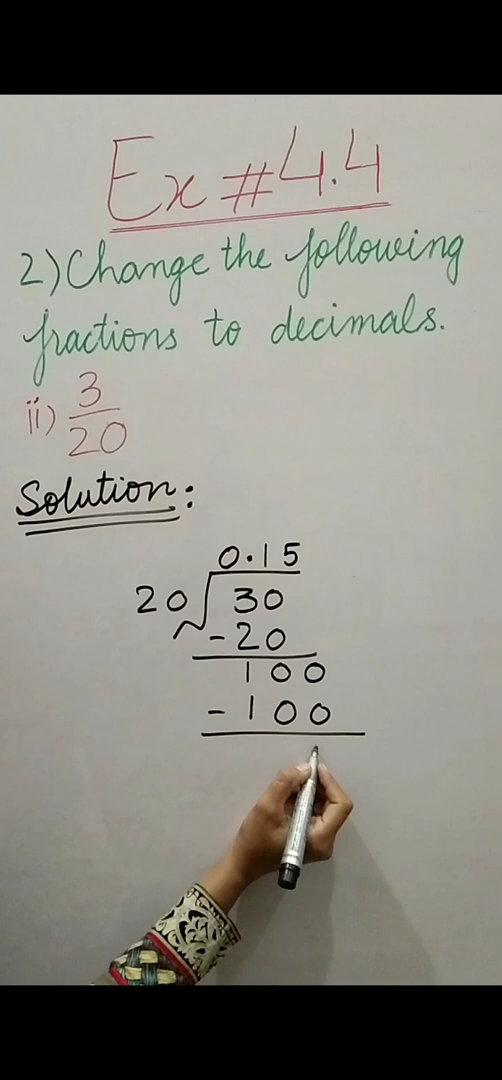 Ex #4.4
2) Change the following
fractions to decimals.
ii) 3/20
Solution:
0.15
20 √30
-20
100
-100